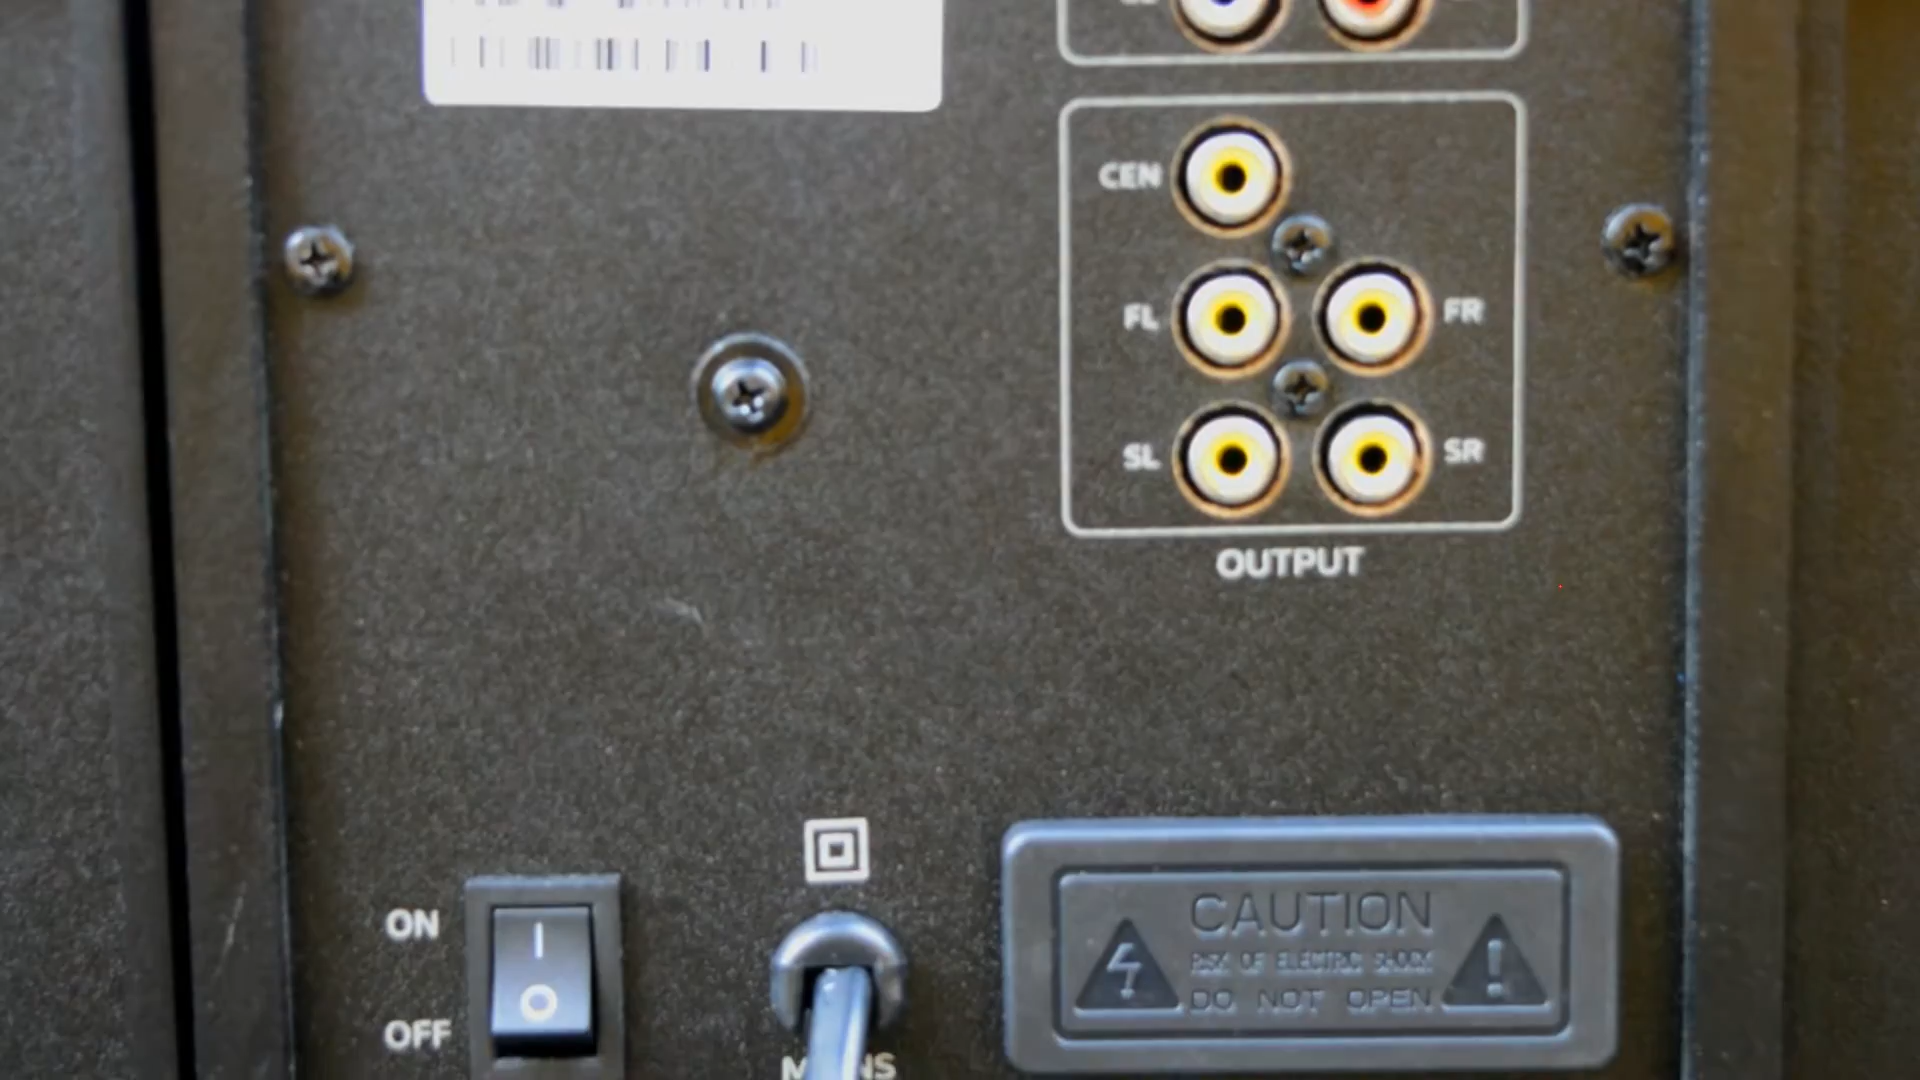 CEN
FL FR
SL SR
OUTPUT
ON
OFF
CAUTION
RISK OF ELECTRIC SHOCK
DO NOT OPEN